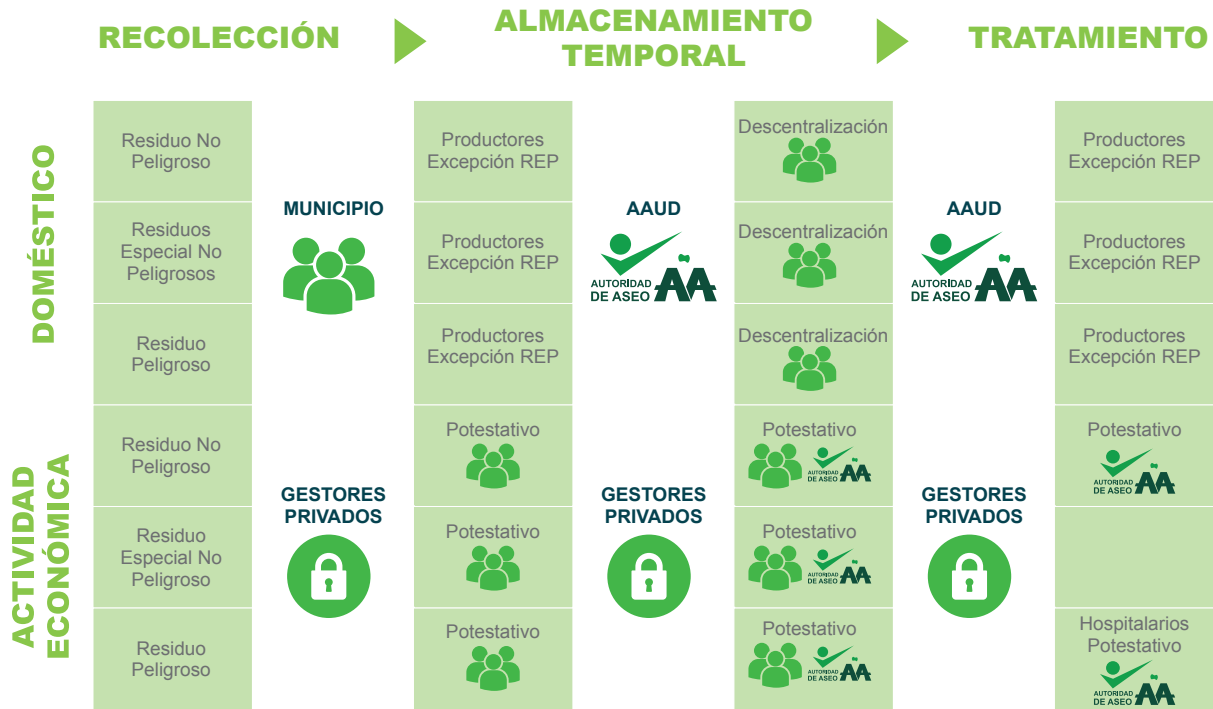 RECOLECCIÓN
ALMACENAMIENTO
TEMPORAL
TRATAMIENTO
DOMÉSTICO
Residuo No
Peligroso
Residuos
Especial No
Peligrosos
Residuo
Peligroso
MUNICIPIO
Productores
Excepción REP
Productores
Excepción REP
Productores
Excepción REP
AAUD
AUTORIDAD
DE ASEO
AA
Descentralización
Descentralización
Descentralización
AAUD
AUTORIDAD
DE ASEO
AA
Productores
Excepción REP
Productores
Excepción REP
Productores
Excepción REP
ACTIVIDAD
ECONÓMICA
Residuo No
Peligroso
Residuo
Especial No
Peligroso
Residuo
Peligroso
GESTORES
PRIVADOS
Potestativo
Potestativo
Potestativo
GESTORES
PRIVADOS
Potestativo
AUTORIDAD
DE ASEO
AA
Potestativo
AUTORIDAD
DE ASEO
AA
Potestativo
AUTORIDAD
DE ASEO
AA
GESTORES
PRIVADOS
Potestativo
AUTORIDAD
DE ASEO
AA
Hospitalarios
Potestativo
AUTORIDAD
DE ASEO
AA